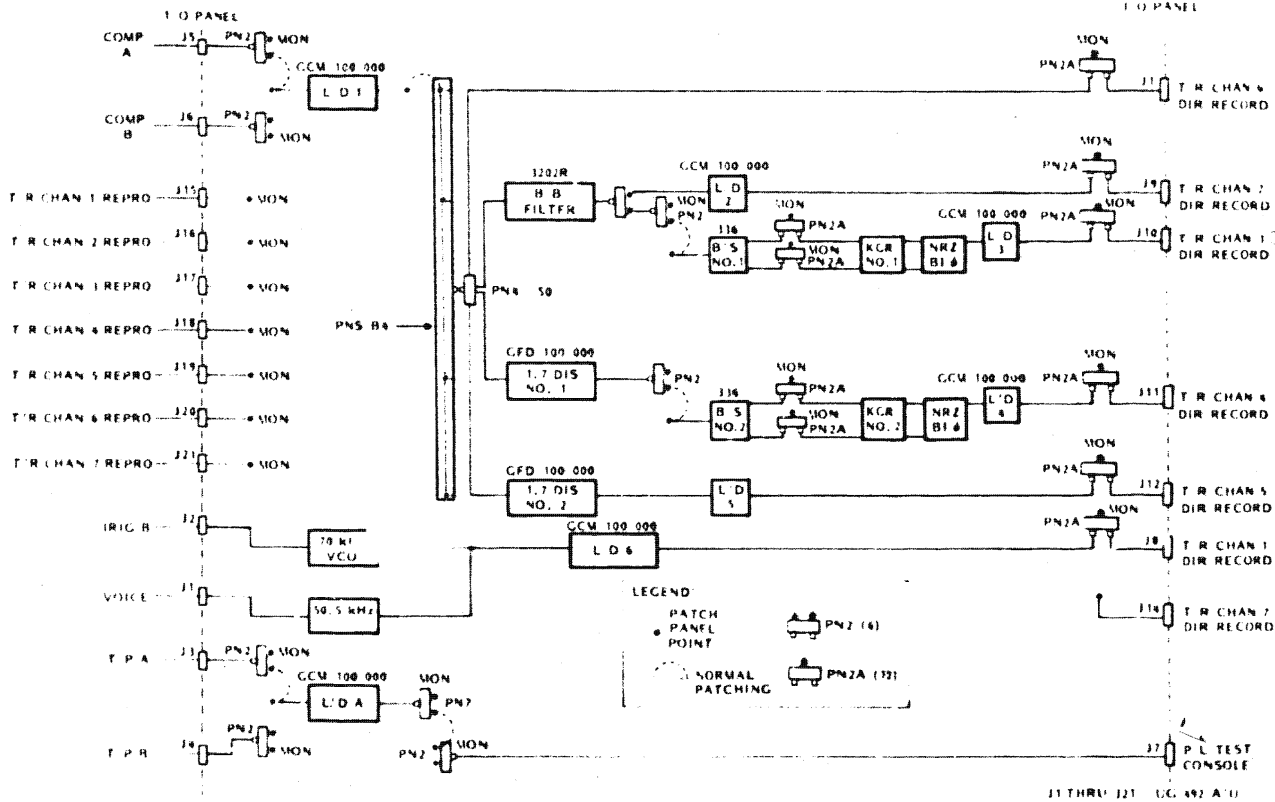 I O PANEL
I O PANEL
COMP A
J5
PN2
MON
GCM 100 000
L D 1
MON
PN2A
J1
T R CHAN 6
DIR RECORD
COMP B
J6
PN2
MON
T R CHAN 1 REPRO
J15
MON
3202R
B B
FILTER
MON
PN2
GCM 100 000
L D
2
MON
PN2A
J9
T R CHAN 2
DIR RECORD
T R CHAN 2 REPRO
J16
MON
336
B S
NO. 1
MON
PN2A
MON
PN2A
KGR
NO. 1
NRZ
BI ϕ
GCM 100 000
L D
3
MON
PN2A
J10
T R CHAN 3
DIR RECORD
T R CHAN 3 REPRO
J17
MON
PN4 50
T R CHAN 4 REPRO
J18
MON
PN5 B4
T R CHAN 5 REPRO
J19
MON
GFD 100 000
1.7 DIS
NO. 1
PN2
336
B S
NO. 2
MON
PN2A
MON
PN2A
KGR
NO. 2
NRZ
BI ϕ
GCM 100 000
L D
4
MON
PN2A
J11
T R CHAN 4
DIR RECORD
T R CHAN 6 REPRO
J20
MON
T R CHAN 7 REPRO
J21
MON
GFD 100 000
1.7 DIS
NO. 2
L D
5
MON
PN2A
J12
T R CHAN 5
DIR RECORD
IRIG B
J2
VCO
GCM 100 000
L D 6
MON
PN2A
J8
T R CHAN 1
DIR RECORD
VOICE
J1
50.5 kHz
J14
T R CHAN 7
DIR RECORD
LEGEND
PATCH
PANEL
POINT
PN2 (6)
NORMAL
PATCHING
PN2A
T P A
J3
PN2
MON
GCM 100 000
L D A
MON
PN2
T P B
J4
PN2
MON
PN2
MON
J7
P L TEST
CONSOLE
J1 THRU J21 UG 492 A U